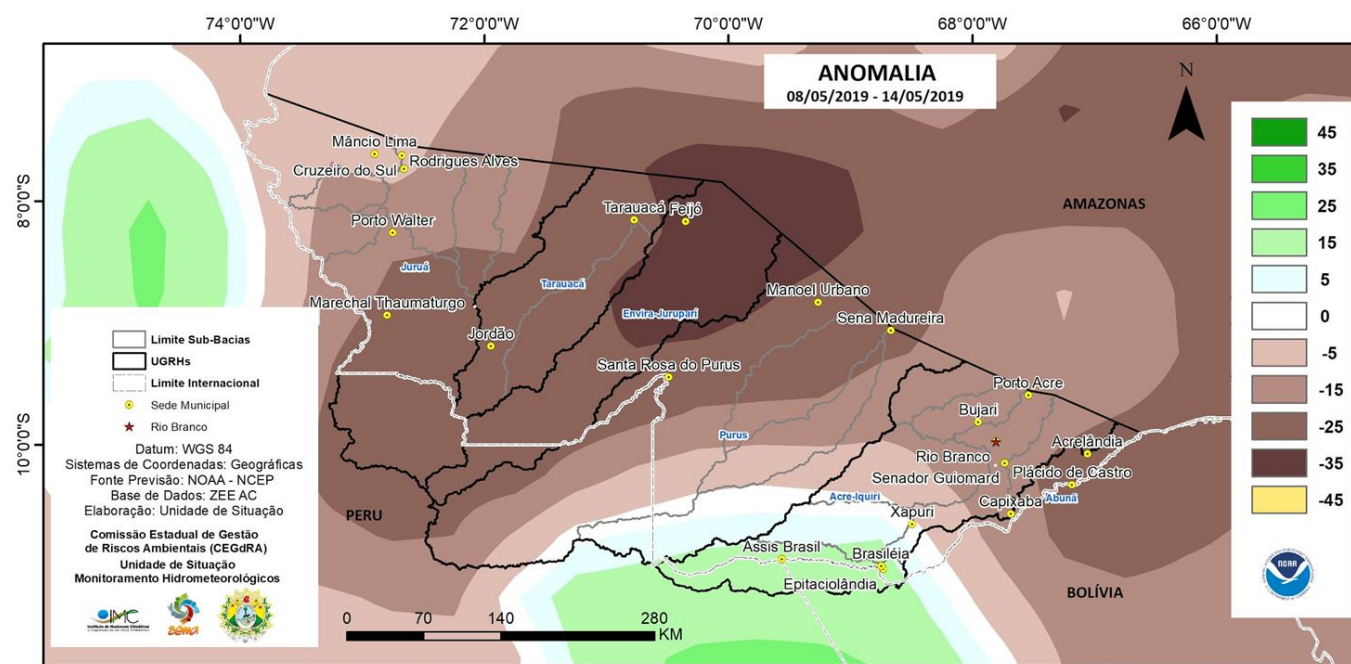 74°0'0"W
72°0'0"W
70°0'0"W
68°0'0"W
66°0'0"W
ANOMALIA
08/05/2019 - 14/05/2019
N
8°0'0"S
10°0'0"S
Mâncio Lima
Rodrigues Alves
Cruzeiro do Sul
Porto Walter
Tarauacá
Feijó
AMAZONAS
Juruá
Tarauacá
Marechal Thaumaturgo
Jordão
Envira-Jurupari
Manoel Urbano
Sena Madureira
Santa Rosa do Purus
Porto Acre
Bujari
Purus
Rio Branco
Acrelândia
Senador Guiomard
Plácido de Castro
Acre-Iquiri
Capixaba
Abunã
Xapuri
PERU
Assis Brasil
Brasiléia
Epitaciolândia
BOLÍVIA
45
35
25
15
5
0
-5
-15
-25
-35
-45
NOAA
Limite Sub-Bacias
UGRHs
Limite Internacional
Sede Municipal
Rio Branco
Datum: WGS 84
Sistemas de Coordenadas: Geográficas
Fonte Previsão: NOAA - NCEP
Base de Dados: ZEE AC
Elaboração: Unidade de Situação
Comissão Estadual de Gestão
de Riscos Ambientais (CEGdRA)
Unidade de Situação
Monitoramento Hidrometeorológicos
IMC
sema
0
70
140
280
KM